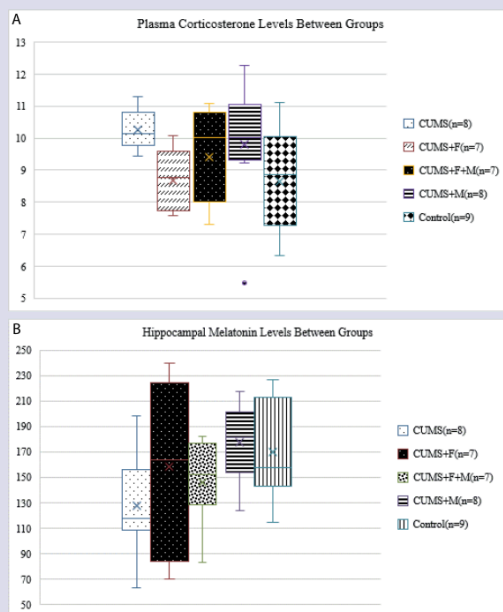 A
Plasma Corticosterone Levels Between Groups
13
12
11
10
9
8
7
6
5
CUMS(n=8)
CUMS+F(n=7)
CUMS+F+M(n=7)
CUMS+M(n=8)
Control(n=9)
B
Hippocampal Melatonin Levels Between Groups
250
230
210
190
170
150
130
110
90
70
50
CUMS(n=8)
CUMS+F(n=7)
CUMS+F+M(n=7)
CUMS+M(n=8)
Control(n=9)